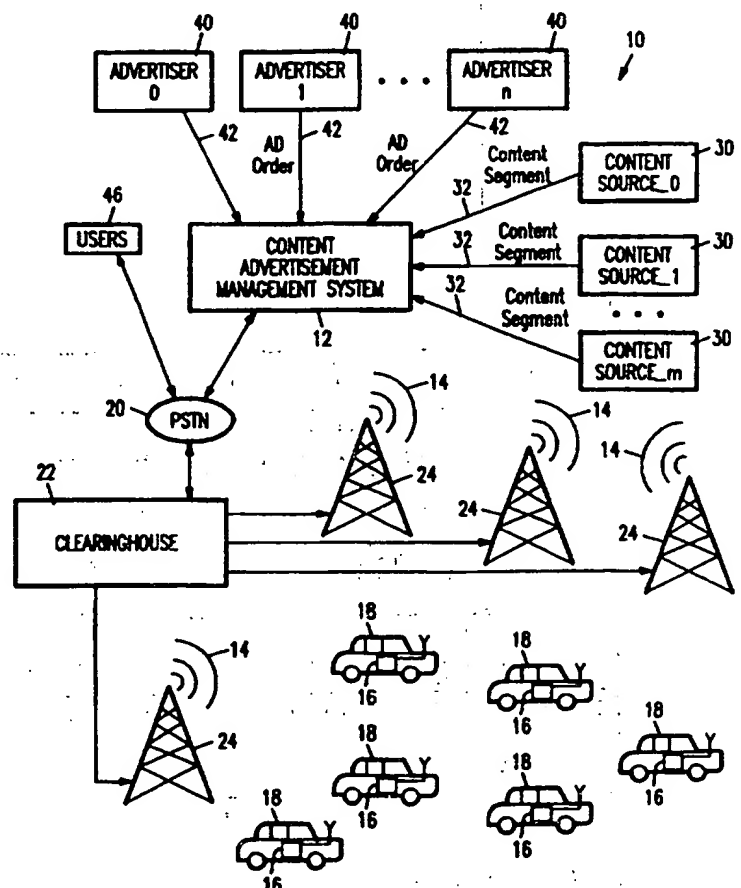 40
40
40
10
ADVERTISER
0
ADVERTISER
1
• • •
ADVERTISER
n
42
42
42
AD
Order
AD
Order
Content
Segment
32
30
CONTENT
SOURCE_0
46
USERS
CONTENT
ADVERTISEMENT
MANAGEMENT SYSTEM
12
32
Content
Segment
30
CONTENT
SOURCE_1
32
Content
Segment
• • •
30
CONTENT
SOURCE_m
20
PSTN
14
14
14
24
24
24
22
CLEARINGHOUSE
14
24
18
16
18
16
18
16
18
16
18
16
18
16